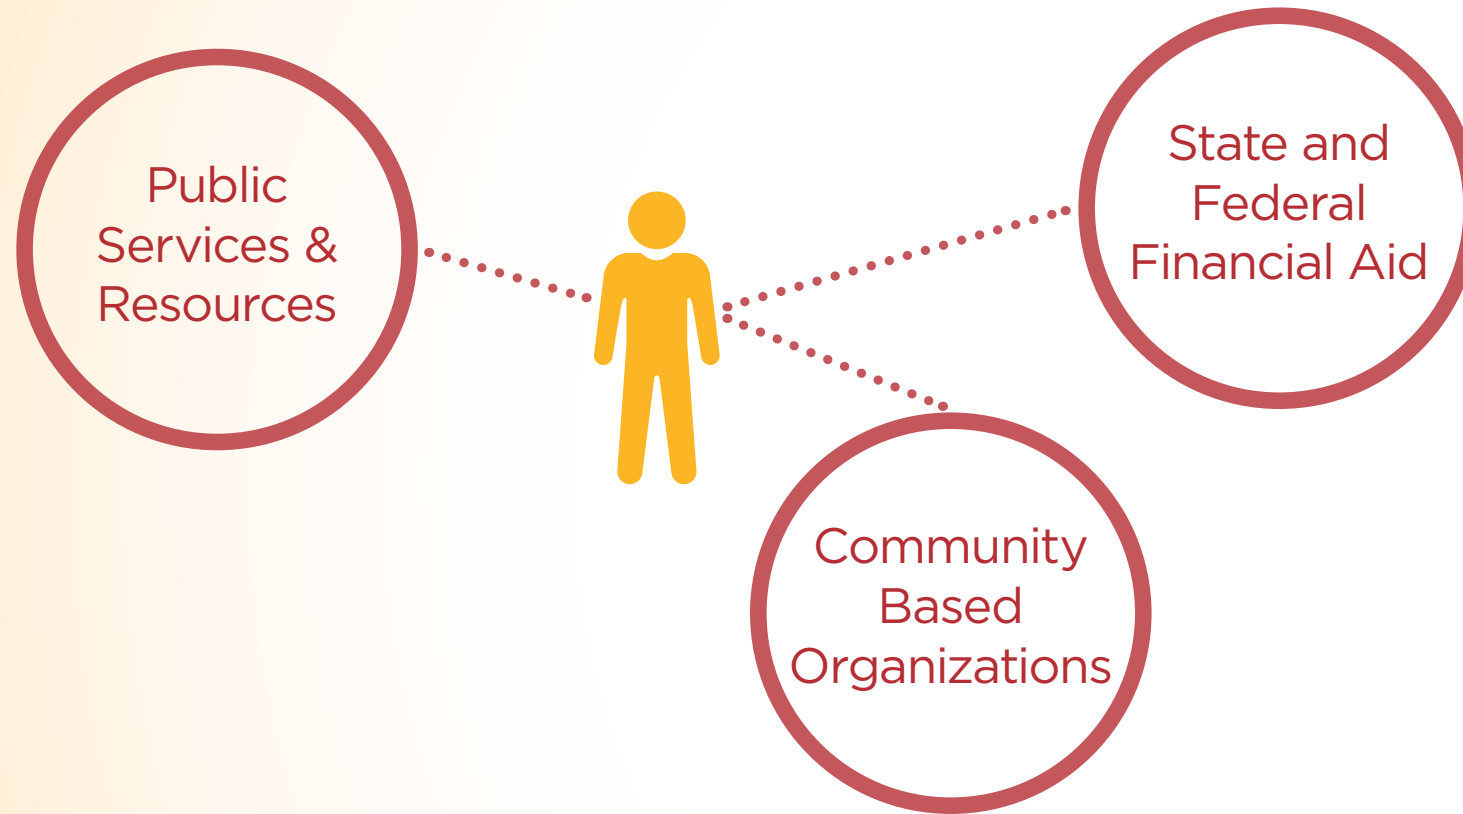 Public
Services &
Resources
State and
Federal
Financial Aid
Community
Based
Organizations